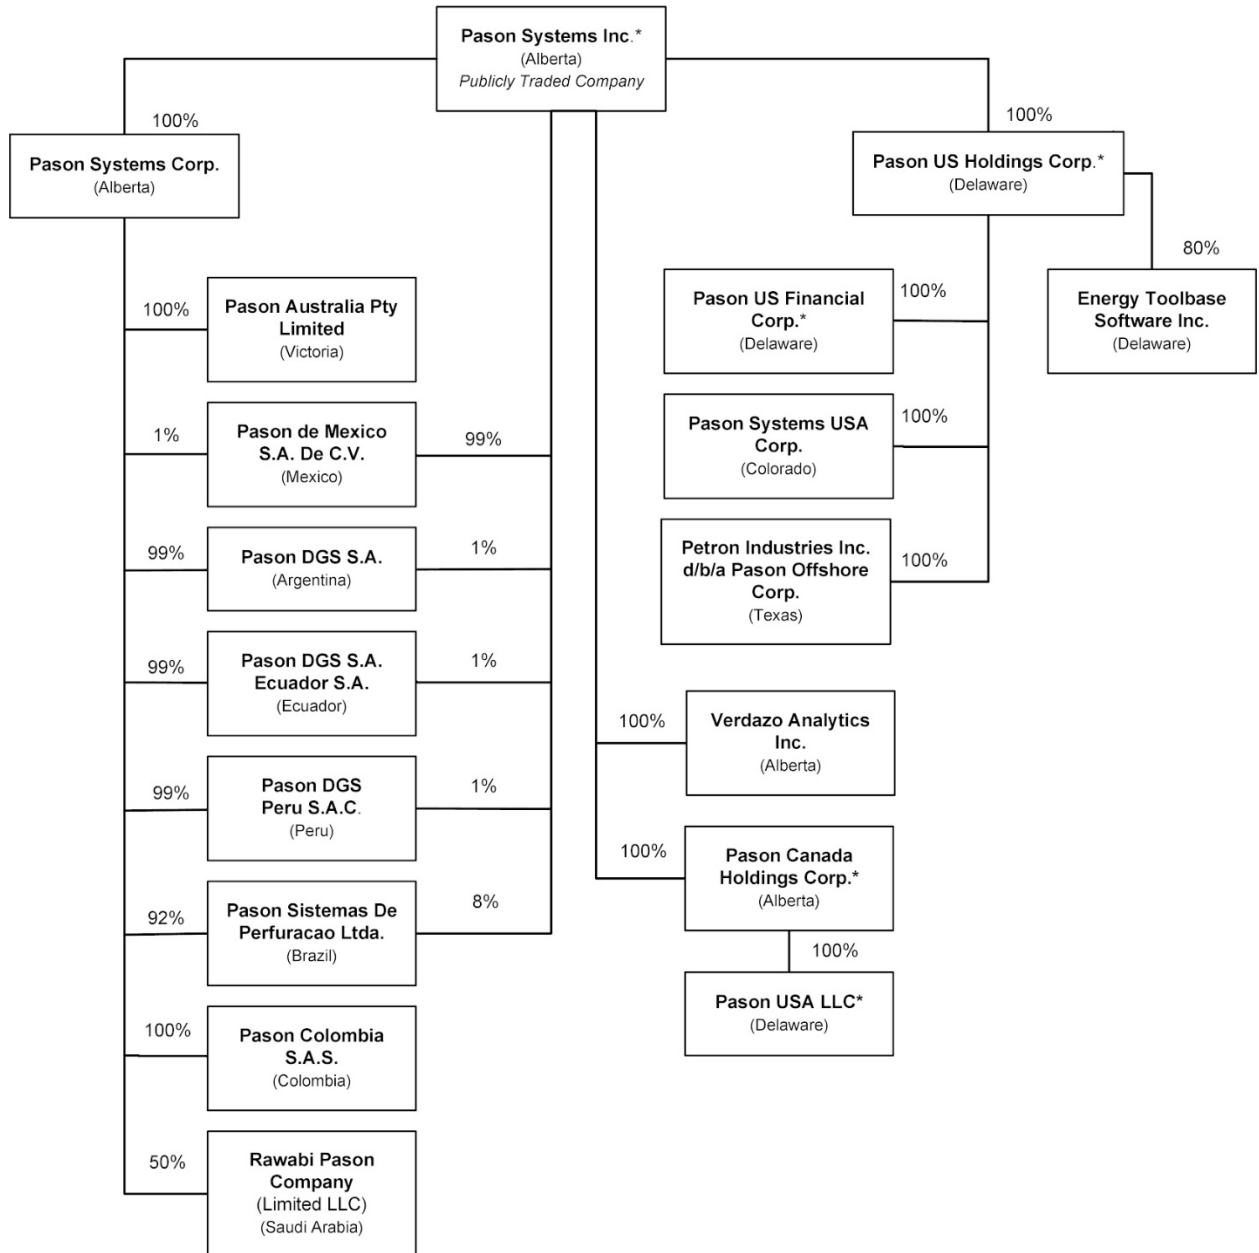 Pason Systems Inc.*
(Alberta)
Publicly Traded Company
100%
100%
Pason Systems Corp.
(Alberta)
Pason US Holdings Corp.*
(Delaware)
80%
100%
Pason Australia Pty
Limited
(Victoria)
Pason US Financial
Corp.*
(Delaware)
100%
Energy Toolbase
Software Inc.
(Delaware)
1%
Pason de Mexico
S.A. De C.V.
(Mexico)
99%
Pason Systems USA
Corp.
(Colorado)
100%
99%
Pason DGS S.A.
(Argentina)
1%
Petron Industries Inc.
d/b/a Pason Offshore
Corp.
(Texas)
100%
99%
Pason DGS S.A.
Ecuador S.A.
(Ecuador)
1%
100%
Verdazo Analytics
Inc.
(Alberta)
99%
Pason DGS
Peru S.A.C.
(Peru)
1%
100%
Pason Canada
Holdings Corp.*
(Alberta)
92%
Pason Sistemas De
Perfuracao Ltda.
(Brazil)
8%
100%
Pason USA LLC*
(Delaware)
100%
Pason Colombia
S.A.S.
(Colombia)
50%
Rawabi Pason
Company
(Limited LLC)
(Saudi Arabia)